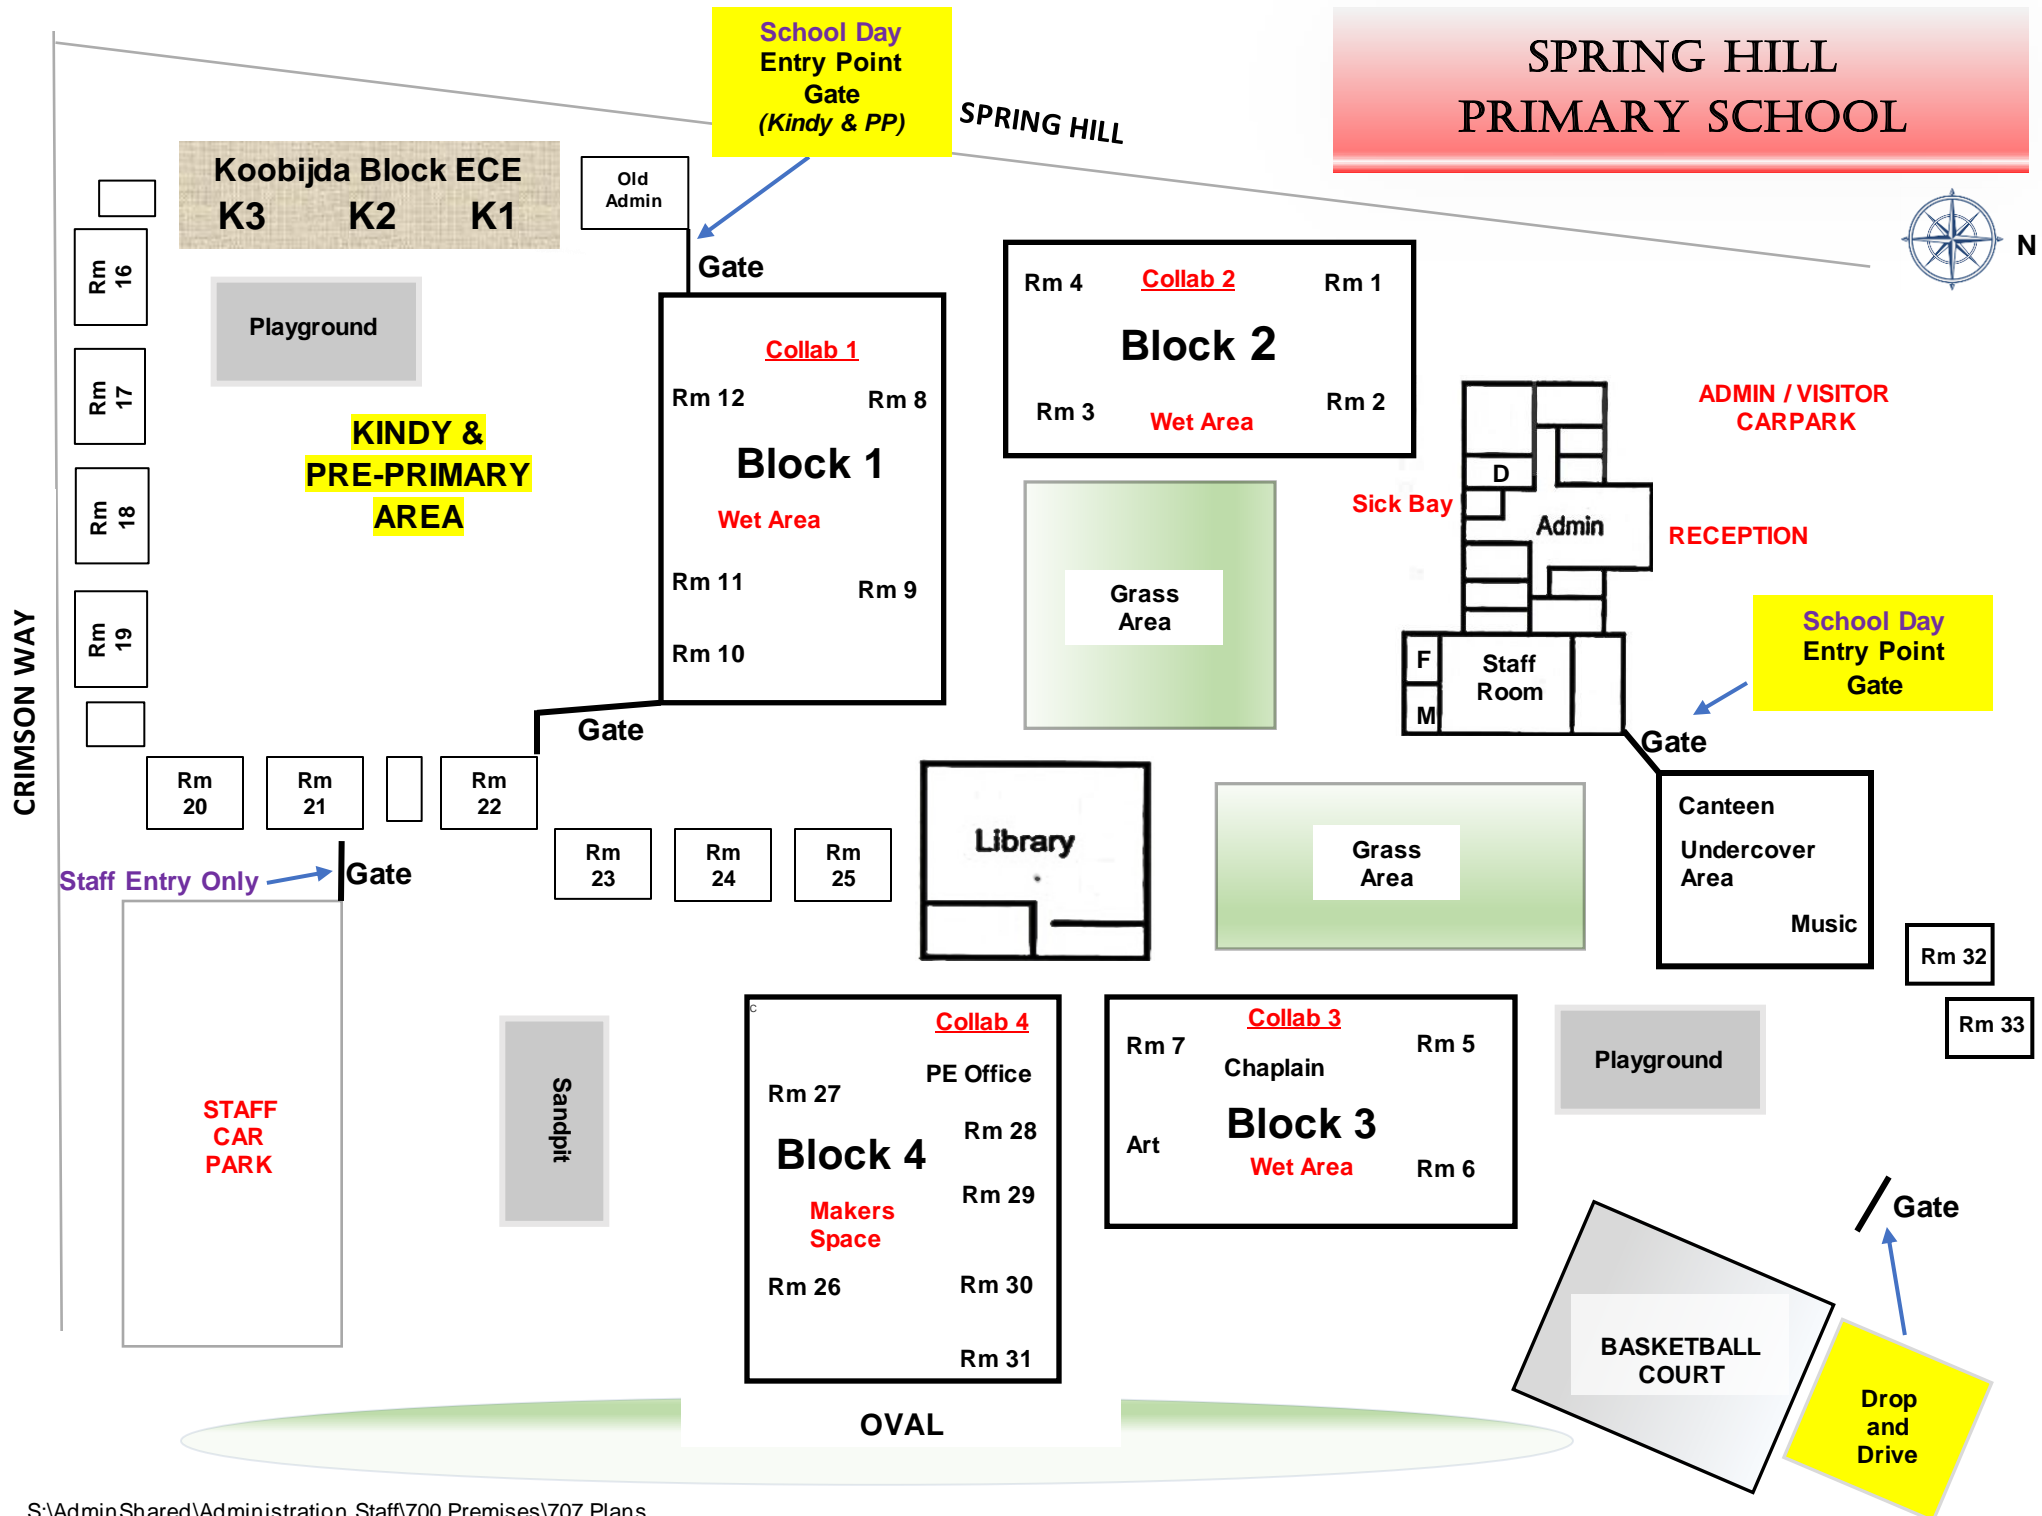 School Day
Entry Point
Gate
(Kindy & PP)
SPRING HILL
SPRING HILL
PRIMARY SCHOOL
N
Koobijda Block ECE
K3 K2 K1
Old
Admin
Gate
Rm
16
Rm
17
Rm
18
Rm
19
Playground
KINDY &
PRE-PRIMARY
AREA
CRIMSON WAY
Collab 1
Rm 12 Rm 8
Block 1
Wet Area
Rm 11 Rm 9
Rm 10
Gate
Rm 4 Collab 2 Rm 1
Block 2
Rm 3 Wet Area Rm 2
Grass
Area
ADMIN / VISITOR
CARPARK
D
Sick Bay
Admin
RECEPTION
F
M
Staff
Room
School Day
Entry Point
Gate
Gate
Rm
20
Rm
21
Rm
22
Rm
23
Rm
24
Rm
25
Staff Entry Only
Gate
Library
Grass
Area
Canteen
Undercover
Area
Music
Rm 32
Rm 33
STAFF
CAR
PARK
Sandpit
c
Collab 4
PE Office
Rm 27
Rm 28
Block 4
Rm 29
Makers
Space
Rm 26 Rm 30
Rm 31
Collab 3
Rm 7 Rm 5
Chaplain
Block 3
Art
Wet Area Rm 6
Playground
Gate
BASKETBALL
COURT
Drop
and
Drive
OVAL
S:\AdminShared\Administration Staff\700 Premises\707 Plans